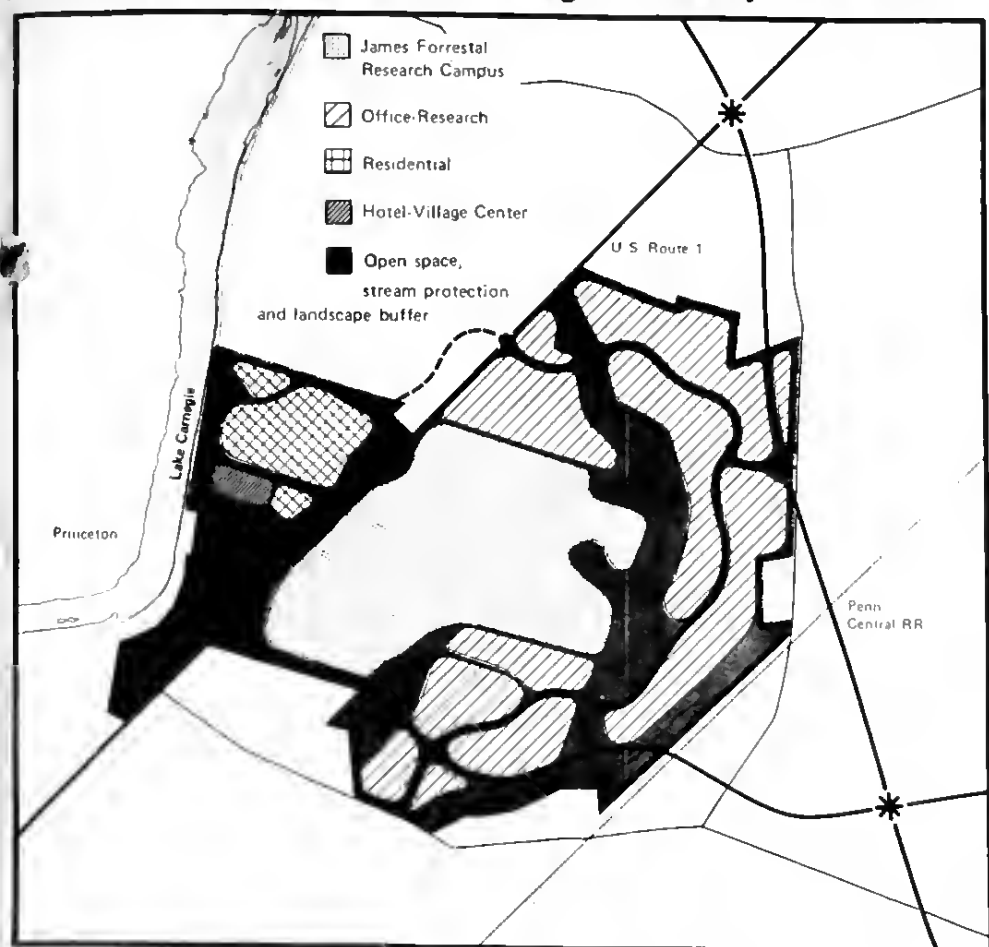 James Forrestal
Research Campus
Office-Research
Residential
Hotel-Village Center
Open space,
stream protection
and landscape buffer
U S Route 1
Lake Carnegie
Princeton
Penn
Central RR